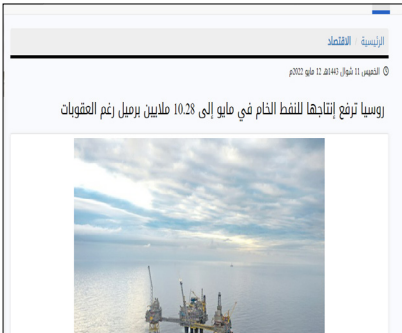 الرئيسية الاقتصاد
الخميس 11 شوال 1443هـ 12 مايو 2022م
روسيا ترفع إنتاجها للنفط الخام في مايو إلى 10.28 ملايين برميل رغم العقوبات